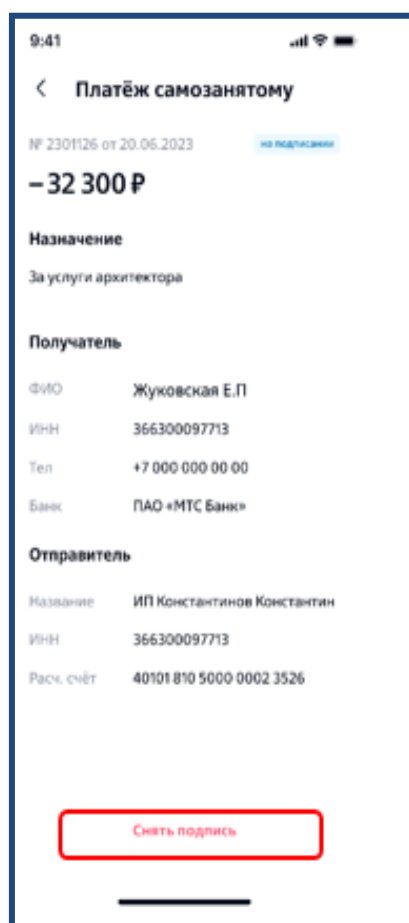 9:41
Платёж самозанятому
№ 2301126 от 20.06.2023 на подписании
–32 300 ₽
Назначение
За услуги архитектора
Получатель
ФИО Жуковская Е.П
ИНН 366300097713
Тел +7 000 000 00 00
Банк ПАО «МТС Банк»
Отправитель
Название ИП Константинов Константин
ИНН 366300097713
Расч. счёт 40101 810 5000 0002 3526
Снять подпись